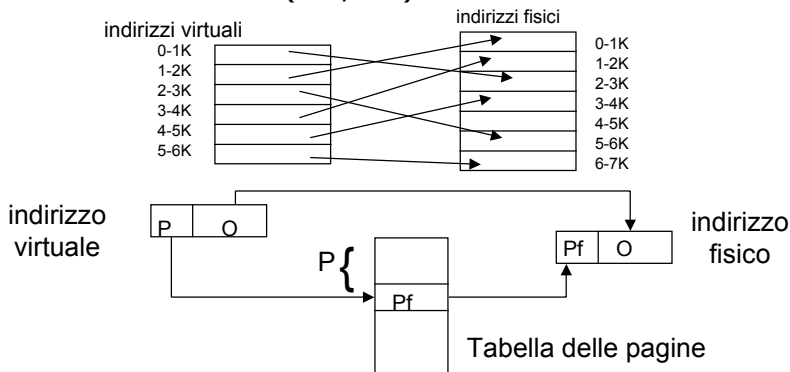 indirizzi virtuali
0-1K
1-2K
2-3K
3-4K
4-5K
5-6K
indirizzi fisici
0-1K
1-2K
2-3K
3-4K
4-5K
5-6K
6-7K
indirizzo
virtuale
P O
P {
Pf
Tabella delle pagine
Pf O
indirizzo
fisico